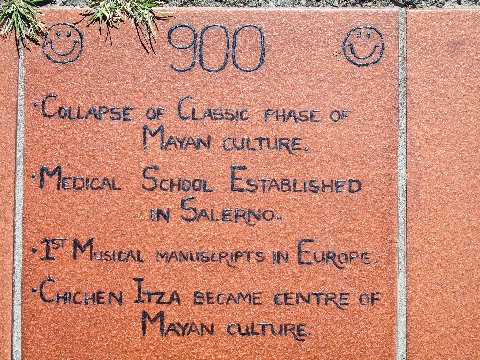 900
·Collapse of Classic phase of
Mayan culture.
·Medical School Established
in Salerno.
·1st Musical manuscripts in Europe.
·Chichen Itza became centre of
Mayan culture.